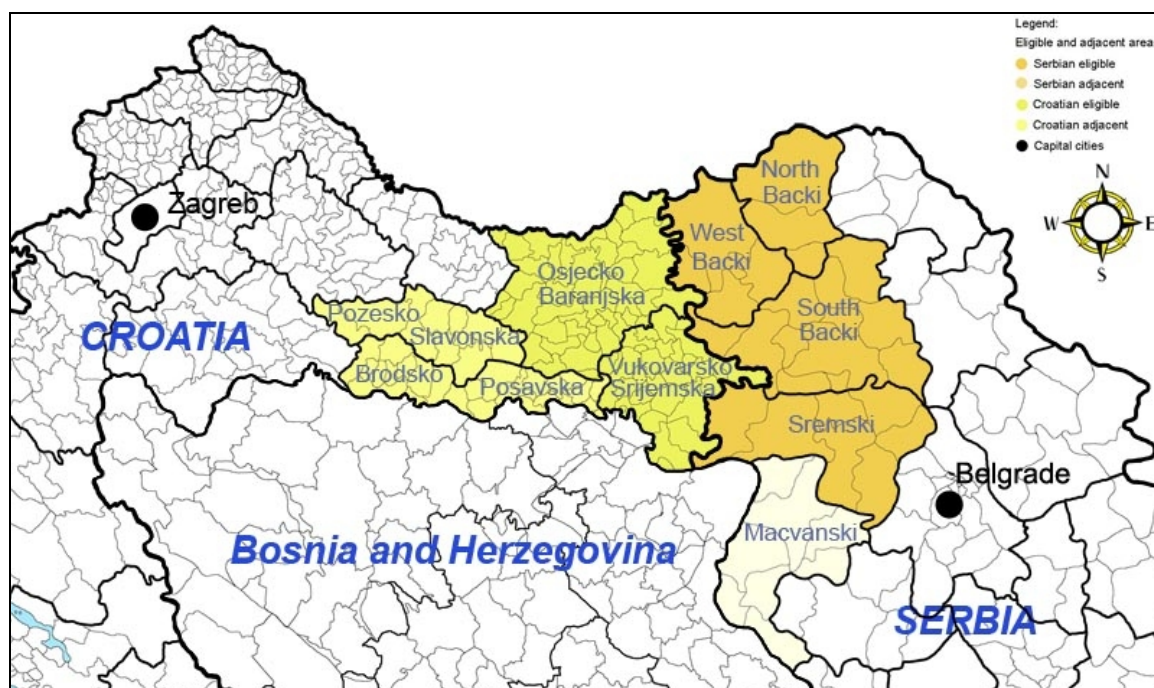 Legend:
Eligible and adjacent area
Serbian eligible
Serbian adjacent
Croatian eligible
Croatian adjacent
Capital cities
N
W E
S
Zagreb
CROATIA
North
Backi
West
Backi
Osjecko
Baranjska
South
Backi
Pozesko
Slavonska
Brodsko
Posavska
Vukovarsko
Srijemska
Sremski
Belgrade
Macvanski
Bosnia and Herzegovina
SERBIA